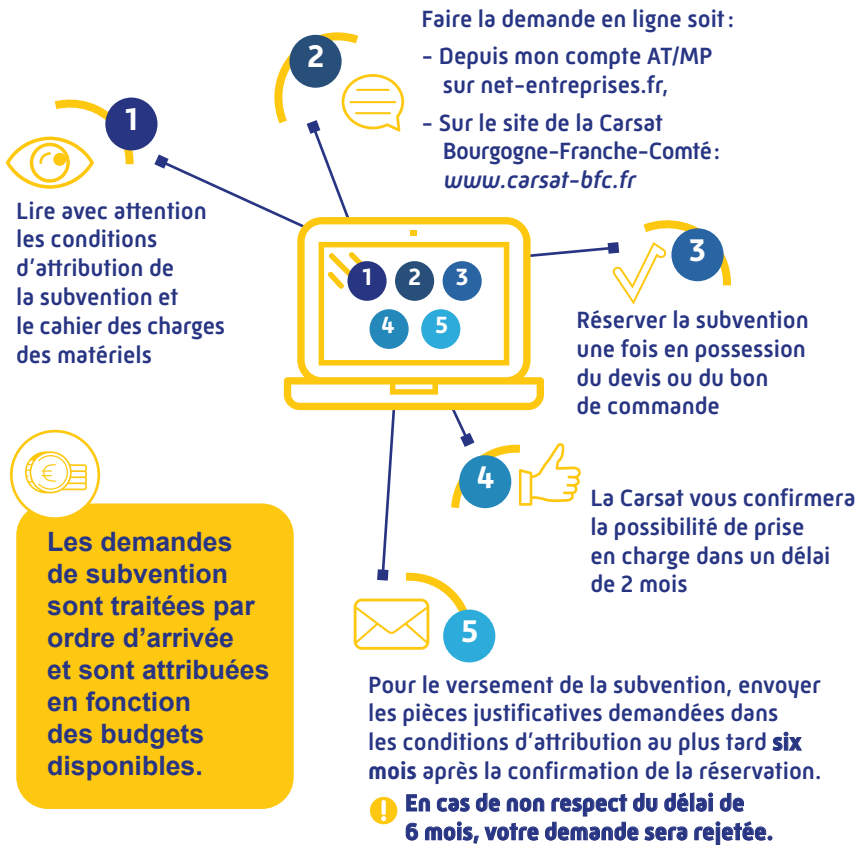 1
Lire avec attention
les conditions
d'attribution de
la subvention et
le cahier des charges
des matériels
2
Faire la demande en ligne soit :
- Depuis mon compte AT/MP
sur net-entreprises.fr,
- Sur le site de la Carsat
Bourgogne-Franche-Comté :
www.carsat-bfc.fr
1 2 3
4 5
3
Réserver la subvention
une fois en possession
du devis ou du bon
de commande
4
La Carsat vous confirmera
la possibilité de prise
en charge dans un délai
de 2 mois
€
Les demandes
de subvention
sont traitées par
ordre d’arrivée
et sont attribuées
en fonction
des budgets
disponibles.
5
Pour le versement de la subvention, envoyer
les pièces justificatives demandées dans
les conditions d'attribution au plus tard six
mois après la confirmation de la réservation.
! En cas de non respect du délai de
6 mois, votre demande sera rejetée.